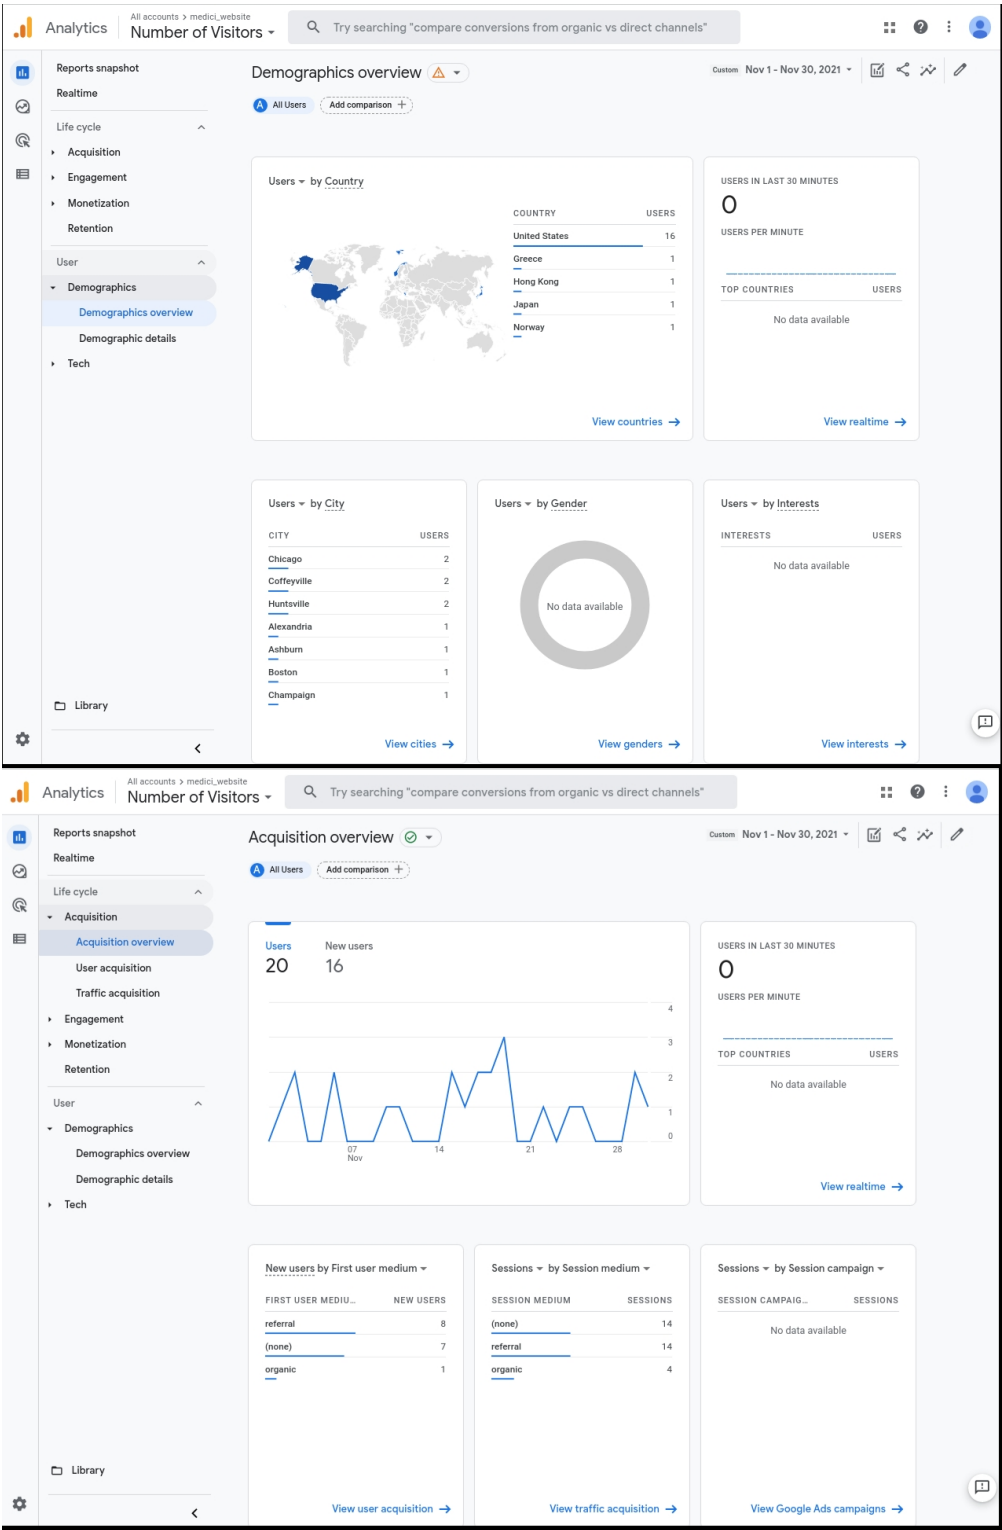 All accounts > medici_website
Analytics
Number of Visitors
Try searching "compare conversions from organic vs direct channels"
Reports snapshot
Realtime
Life cycle
Acquisition
Engagement
Monetization
Retention
User
Demographics
Demographics overview
Demographic details
Tech
Library
Demographics overview
Custom Nov 1 - Nov 30, 2021
A All Users Add comparison +
Users by Country
COUNTRY USERS
United States 16
Greece 1
Hong Kong 1
Japan 1
Norway 1
View countries
USERS IN LAST 30 MINUTES
0
USERS PER MINUTE
TOP COUNTRIES USERS
No data available
View realtime
Users by City
CITY USERS
Chicago 2
Coffeyville 2
Huntsville 2
Alexandria 1
Ashburn 1
Boston 1
Champaign 1
View cities
Users by Gender
No data available
View genders
Users by Interests
INTERESTS USERS
No data available
View interests
All accounts > medici_website
Analytics
Number of Visitors
Try searching "compare conversions from organic vs direct channels"
Reports snapshot
Realtime
Life cycle
Acquisition
Acquisition overview
User acquisition
Traffic acquisition
Engagement
Monetization
Retention
User
Demographics
Demographics overview
Demographic details
Tech
Library
Acquisition overview
Custom Nov 1 - Nov 30, 2021
A All Users Add comparison +
Users New users
20 16
4
3
2
1
0
07 14 21 28
Nov
USERS IN LAST 30 MINUTES
0
USERS PER MINUTE
TOP COUNTRIES USERS
No data available
View realtime
New users by First user medium
FIRST USER MEDIU… NEW USERS
referral 8
(none) 7
organic 1
View user acquisition
Sessions by Session medium
SESSION MEDIUM SESSIONS
(none) 14
referral 14
organic 4
View traffic acquisition
Sessions by Session campaign
SESSION CAMPAIG… SESSIONS
No data available
View Google Ads campaigns